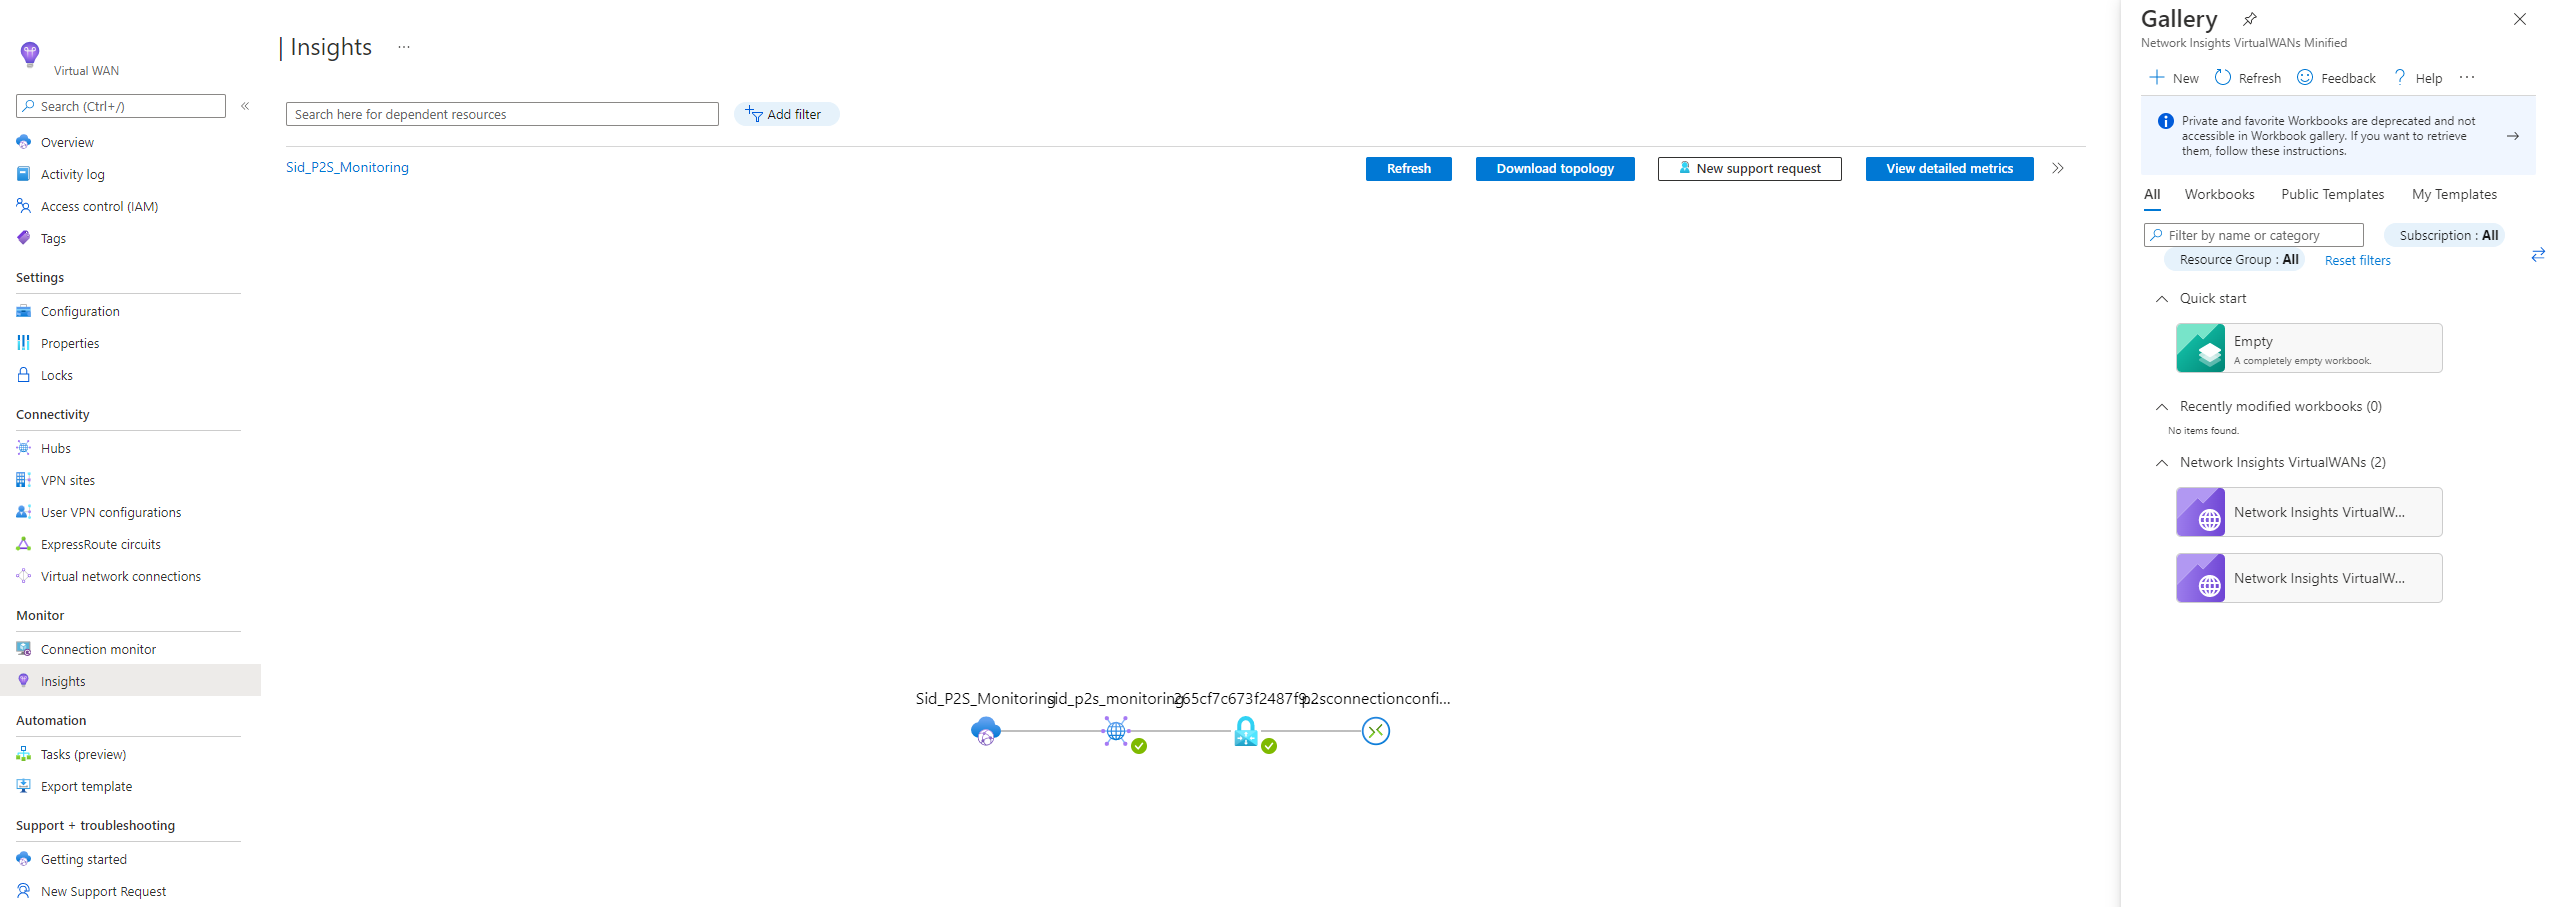 | Insights ...
Virtual WAN
Search (Ctrl+/)
«
Overview
Activity log
Access control (IAM)
Tags
Settings
Configuration
Properties
Locks
Connectivity
Hubs
VPN sites
User VPN configurations
ExpressRoute circuits
Virtual network connections
Monitor
Connection monitor
Insights
Automation
Tasks (preview)
Export template
Support + troubleshooting
Getting started
New Support Request
Search here for dependent resources
Add filter
Sid_P2S_Monitoring
Refresh
Download topology
New support request
View detailed metrics
Sid_P2S_Monitoring
sid_p2s_monitoring
265cf7c673f2487f9...
p2sconnectionconfi...
Gallery
Network Insights VirtualWANs Minified
New
Refresh
Feedback
Help
...
Private and favorite Workbooks are deprecated and not
accessible in Workbook gallery. If you want to retrieve
them, follow these instructions.
All
Workbooks
Public Templates
My Templates
Filter by name or category
Subscription : All
Resource Group : All
Reset filters
Quick start
Empty
A completely empty workbook.
Recently modified workbooks (0)
No items found.
Network Insights VirtualWANs (2)
Network Insights VirtualW...
Network Insights VirtualW...